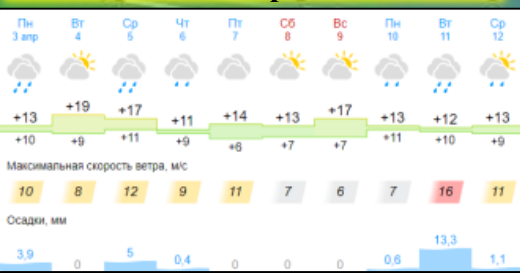 Пн Вт Ср Чт Пт Сб Вс Пн Вт Ср
3 апр 4 5 6 7 8 9 10 11 12
+13 +19 +17 +11 +14 +13 +17 +13 +12 +13
+10 +9 +11 +9 +6 +7 +7 +11 +10 +9
Максимальная скорость ветра, м/с
10 8 12 9 11 7 6 7 16 11
Осадки, мм
3,9 0 5 0,4 0 0 0 0,6 13,3 1,1